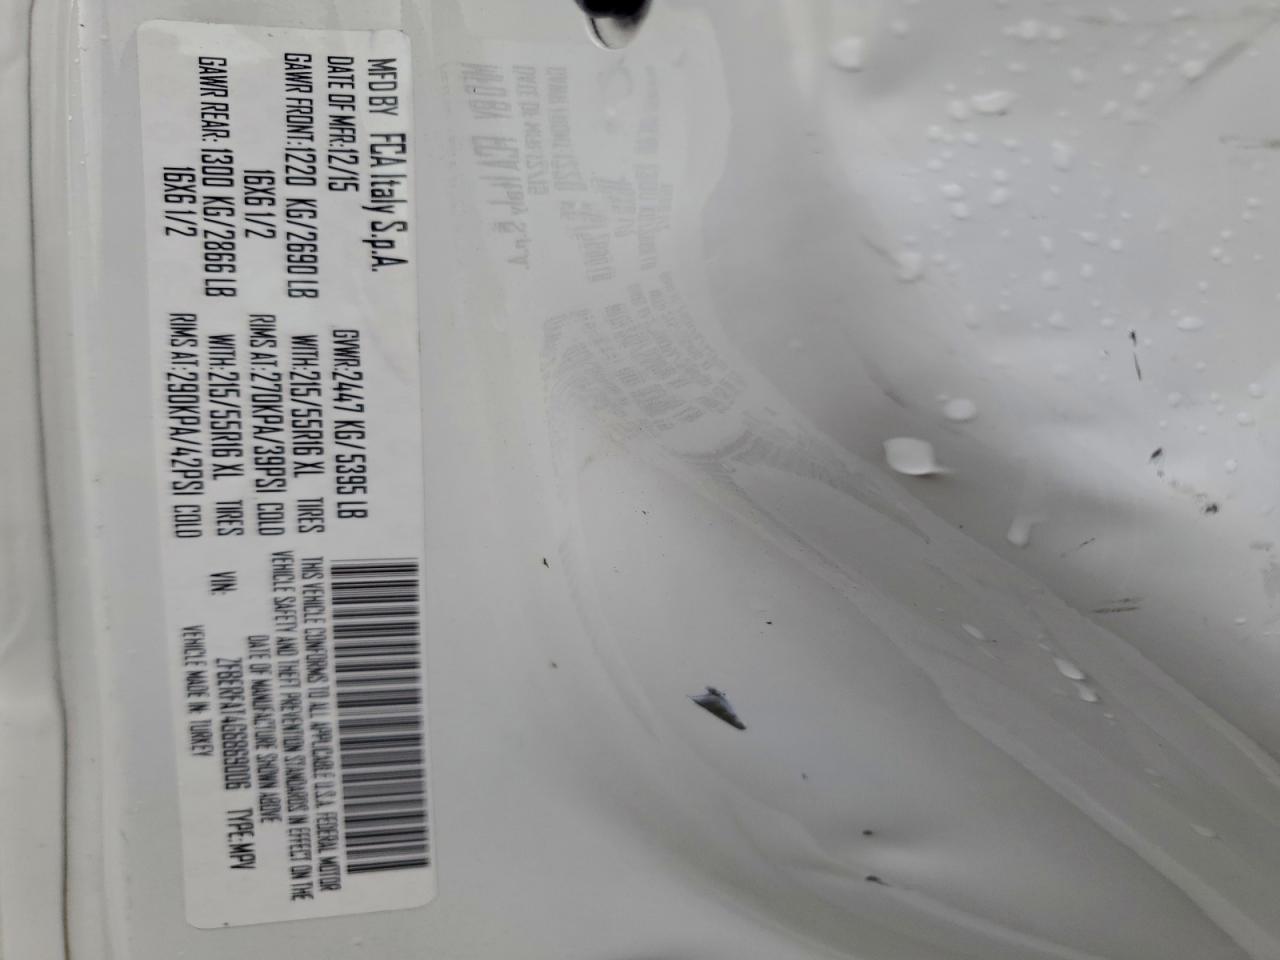 MFD BY FCA Italy S.p.A.
DATE OF MFR:12/15 GVWR:2447 KG/5395 LB
GAWR FRONT:1220 KG/2690 LB WITH:215/55R16 XL TIRES
16X6 1/2 RIMS AT:270KPA/39PSI COLD
GAWR REAR: 1300 KG/2866 LB WITH:215/55R16 XL TIRES
16X6 1/2 RIMS AT:290KPA/42PSI COLD
THIS VEHICLE CONFORMS TO ALL APPLICABLE U.S.A. FEDERAL MOTOR
VEHICLE SAFETY AND THEFT PREVENTION STANDARDS IN EFFECT ON THE
DATE OF MANUFACTURE SHOWN ABOVE
VIN: ZFBERFAT4G6B69006 TYPE:MPV
VEHICLE MADE IN TURKEY